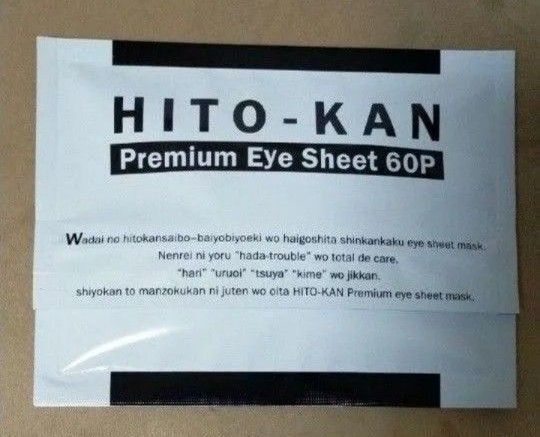 HITO-KAN
Premium Eye Sheet 60P
Wadai no hitokansaibo-baiyobiyoeki wo haigoshita shinkankaku eye sheet mask.
Nenrei ni yoru "hada-trouble" wo total de care.
"hari" "uruoi" "tsuya" "kime" wo jikkan.
shiyokan to manzokukan ni juten wo oita HITO-KAN Premium eye sheet mask.